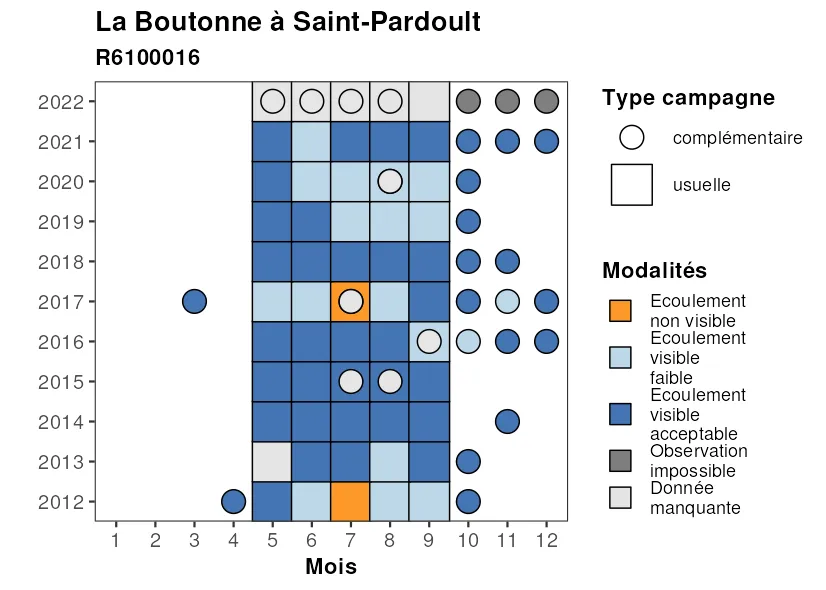 La Boutonne à Saint-Pardoult
R6100016
2022
2021
2020
2019
2018
2017
2016
2015
2014
2013
2012
1 2 3 4 5 6 7 8 9 10 11 12
Mois
Type campagne
complémentaire
usuelle
Modalités
Ecoulement
non visible
Ecoulement
visible
faible
Ecoulement
visible
acceptable
Observation
impossible
Donnée
manquante